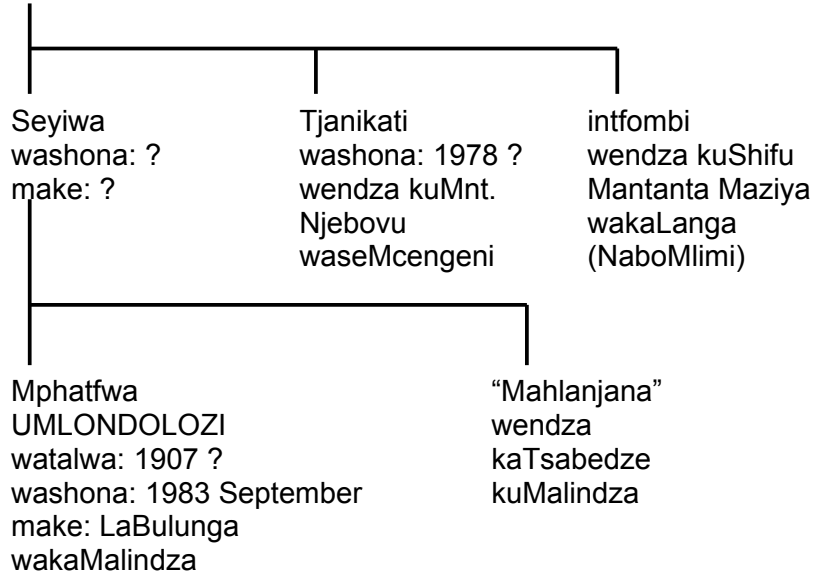 Seyiwa
washona: ?
make: ?
Tjanikati
washona: 1978 ?
wendza kuMnt.
Njebovu
waseMcengeni
intfombi
wendza kuShifu
Mantanta Maziya
wakaLanga
(NaboMlimi)
Mphatfwa
UMLONDOLOZI
watalwa: 1907 ?
washona: 1983 September
make: LaBulunga
wakaMalindza
“Mahlanjana”
wendza
kaTsabedze
kuMalindza